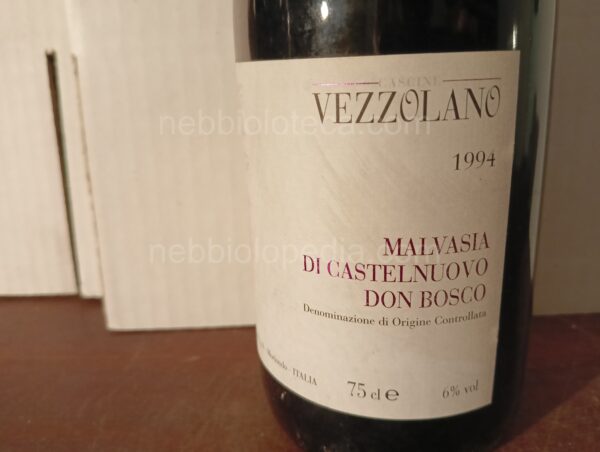 CASCINE
VEZZOLANO
nebbioloteca.com
1994
MALVASIA
nebbiolopedia.com
DI CASTELNUOVO
DON BOSCO
Denominazione di Origine Controllata
- ITALIA
75 cl e
6% vol